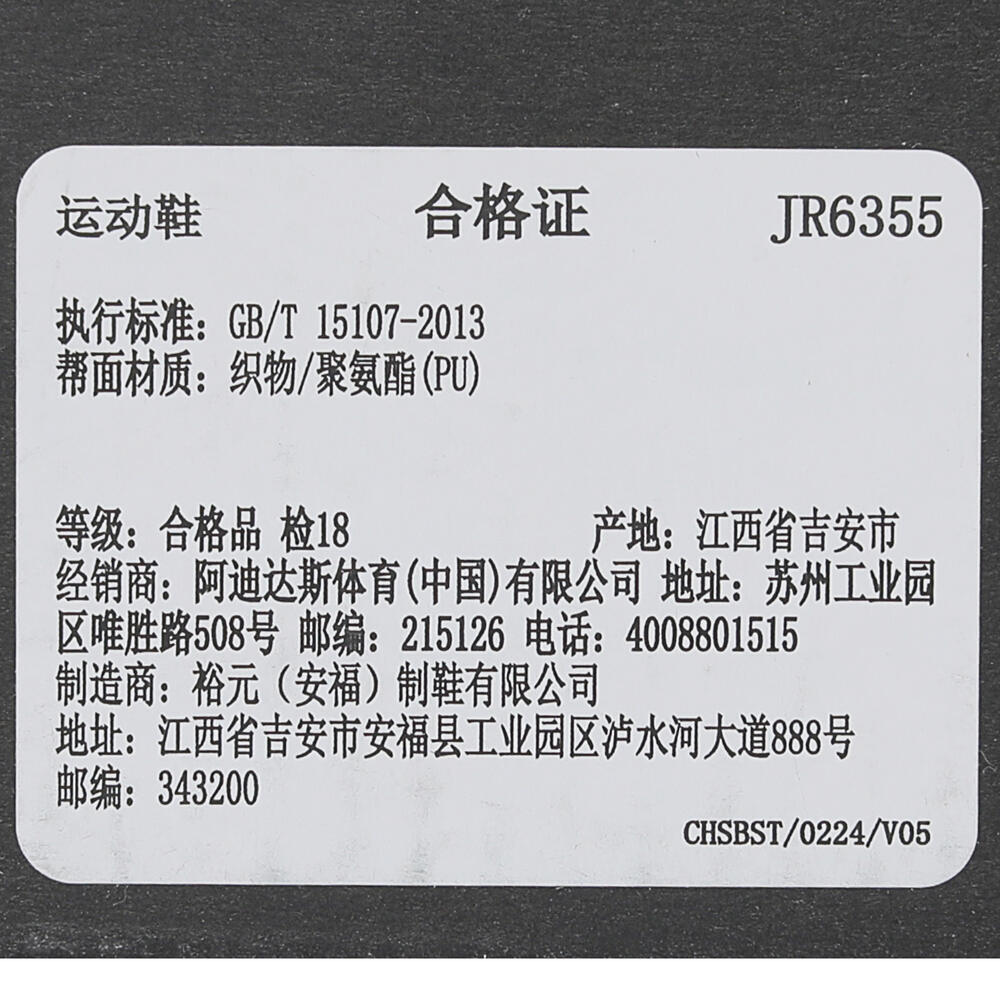 运动鞋 合格证 JR6355
执行标准：GB/T 15107-2013
帮面材质：织物/聚氨酯(PU)
等级：合格品 检18 产地：江西省吉安市
经销商：阿迪达斯体育(中国)有限公司 地址：苏州工业园
区唯胜路508号 邮编：215126 电话：4008801515
制造商：裕元（安福）制鞋有限公司
地址：江西省吉安市安福县工业园区泸水河大道888号
邮编：343200
CHSBST/0224/V05